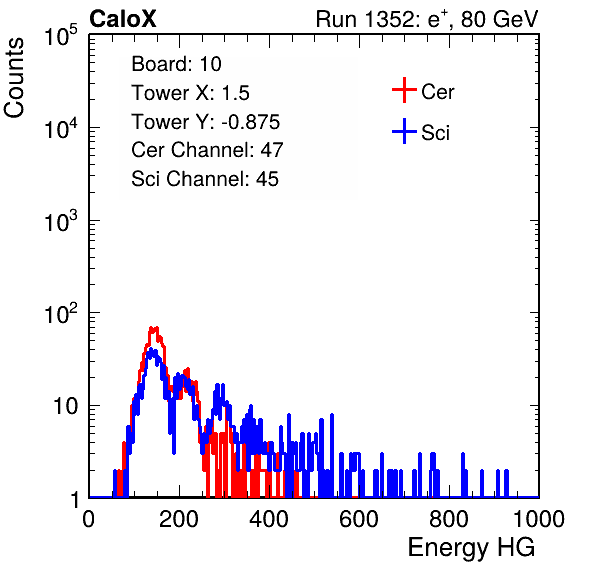 CaloX Run 1352: e⁺, 80 GeV
Counts
10⁵
10⁴
10³
10²
10
1
Board: 10
Tower X: 1.5
Tower Y: -0.875
Cer Channel: 47
Sci Channel: 45
Cer
Sci
0 200 400 600 800 1000
Energy HG